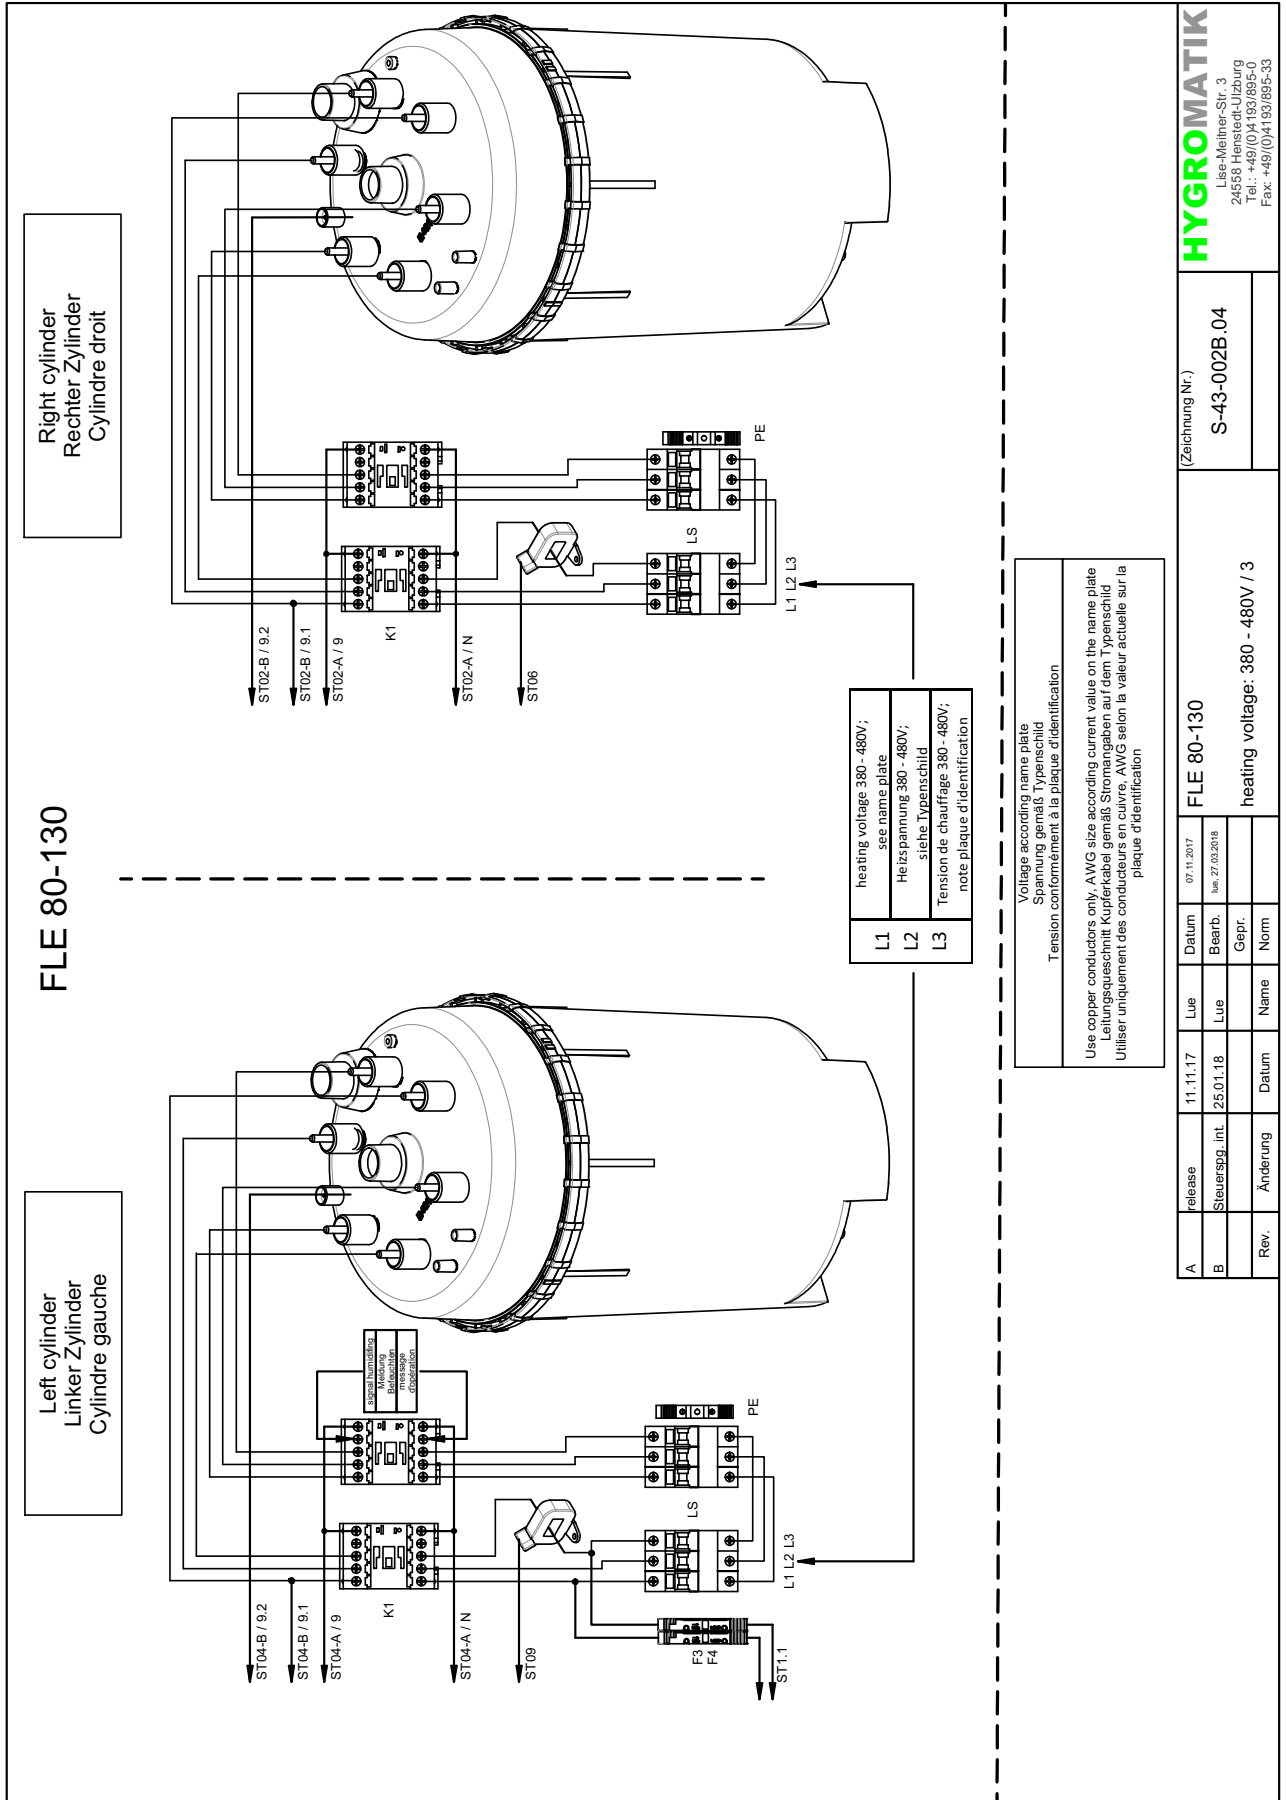 FLE 80-130
Left cylinder
Linker Zylinder
Cylindre gauche
Right cylinder
Rechter Zylinder
Cylindre droit
ST04-B / 9.2
ST04-B / 9.1
ST04-A / 9
K1
ST04-A / N
ST09
signal humidifing
Meldung
Befeuchten
message
d'opération
F3
F4
ST1.1
LS
L1 L2 L3
PE
ST02-B / 9.2
ST02-B / 9.1
ST02-A / 9
K1
ST02-A / N
ST06
LS
L1 L2 L3
PE
L1
L2
L3
heating voltage 380 - 480V;
see name plate
Heizspannung 380 - 480V;
siehe Typenschild
Tension de chauffage 380 - 480V;
note plaque d'identification
Voltage according name plate
Spannung gemäß Typenschild
Tension conformément à la plaque d'identification
Use copper conductors only, AWG size according current value on the name plate
Leitungsqueschnitt Kupferkabel gemäß Stromangaben auf dem Typenschild
Utiliser uniquement des conducteurs en cuivre, AWG selon la valeur actuelle sur la
plaque d'identification
A release 11.11.17 Lue Datum 07.11.2017
B Steuerspg. int. 25.01.18 Lue Bearb. lue, 27.03.2018
Gepr.
Rev. Änderung Datum Name Norm
FLE 80-130
heating voltage: 380 - 480V / 3
(Zeichnung Nr.)
S-43-002B.04
HYGROMATIK
Lise-Meitner-Str. 3
24558 Henstedt-Ulzburg
Tel.: +49/(0)4193/895-0
Fax: +49/(0)4193/895-33